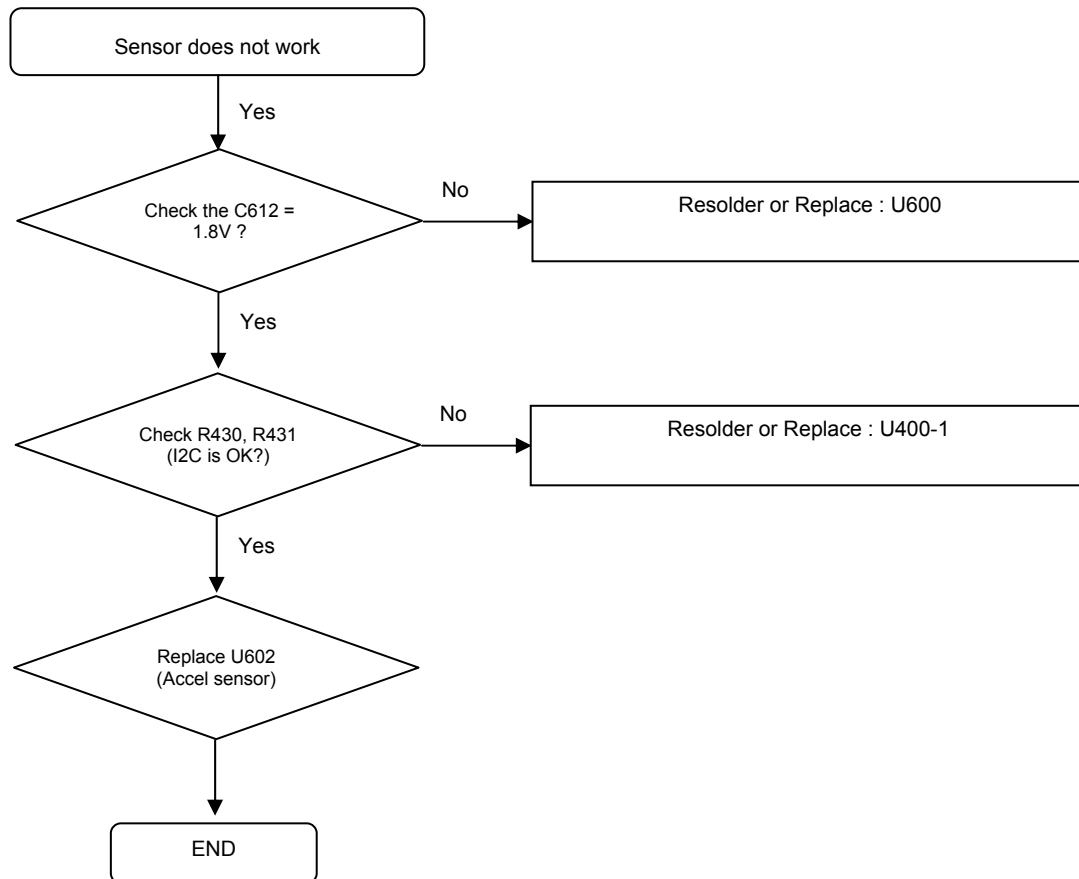 Sensor does not work
Yes
Check the C612 =
1.8V ?
No
Resolder or Replace : U600
Yes
Check R430, R431
(I2C is OK?)
No
Resolder or Replace : U400-1
Yes
Replace U602
(Accel sensor)
END